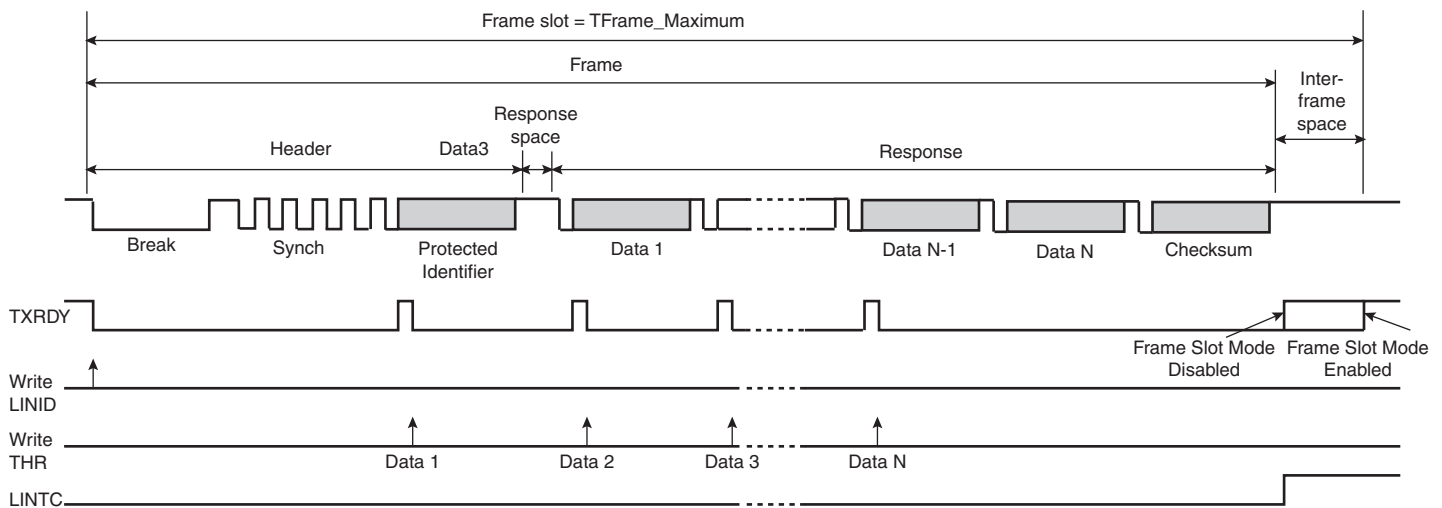 Frame slot = TFrame_Maximum
Frame
Inter-
frame
space
Response
space
Header
Data3
Response
Break
Synch
Protected
Identifier
Data 1
Data N-1
Data N
Checksum
TXRDY
Frame Slot Mode
Disabled
Frame Slot Mode
Enabled
Write
LINID
Write
THR
Data 1
Data 2
Data 3
Data N
LINTC